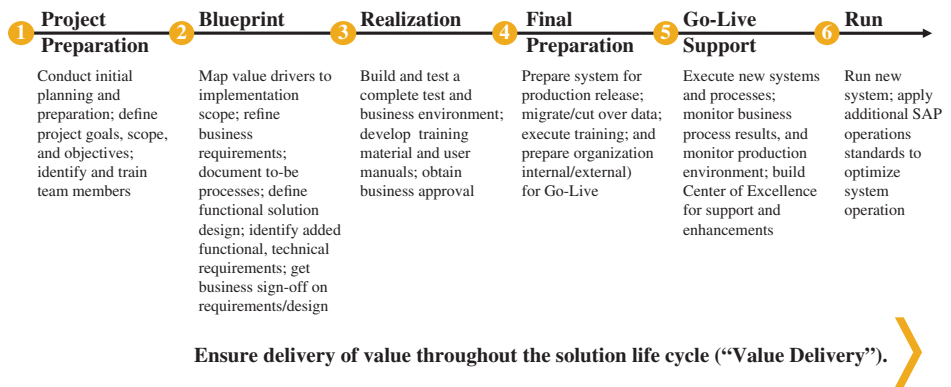 1
Project
Preparation
Conduct initial
planning and
preparation; define
project goals, scope,
and objectives;
identify and train
team members
2
Blueprint
Map value drivers to
implementation
scope; refine
business
requirements;
document to-be
processes; define
functional solution
design; identify added
functional, technical
requirements; get
business sign-off on
requirements/design
3
Realization
Build and test a
complete test and
business environment;
develop training
material and user
manuals; obtain
business approval
4
Final
Preparation
Prepare system for
production release;
migrate/cut over data;
execute training; and
prepare organization
internal/external)
for Go-Live
5
Go-Live
Support
Execute new systems
and processes;
monitor business
process results, and
monitor production
environment; build
Center of Excellence
for support and
enhancements
6
Run
Run new
system; apply
additional SAP
operations
standards to
optimize
system
operation
Ensure delivery of value throughout the solution life cycle (“Value Delivery”).